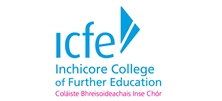 icfe
Inchicore College
of Further Education
Coláiste Bhreisoideachais Inse Chór